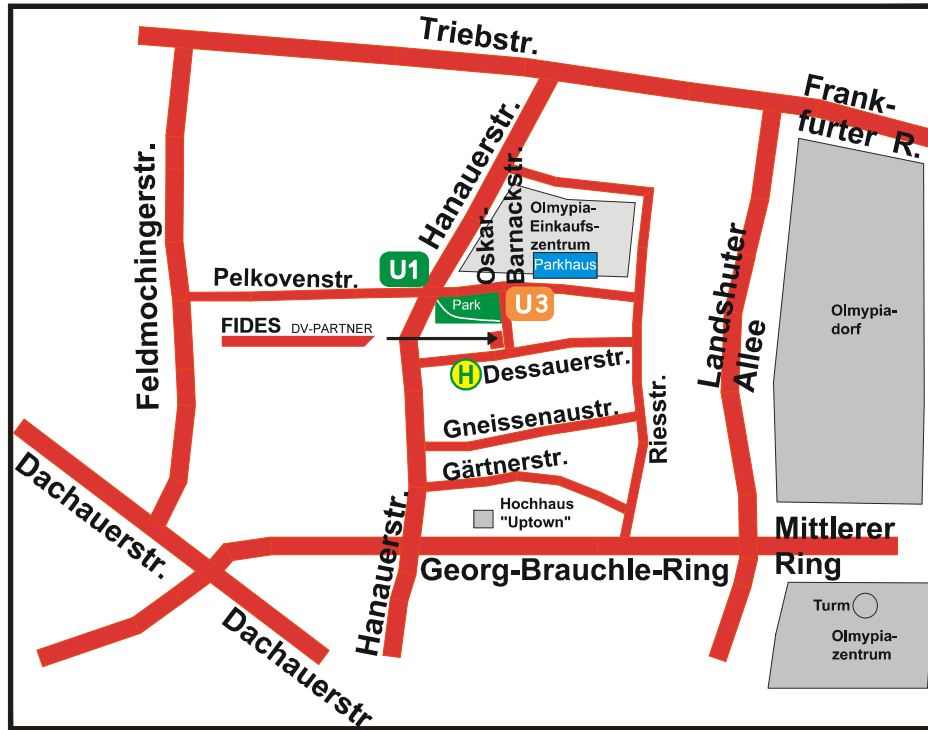 Triebstr.
Frank-
furter R.
Hanauerstr.
Oskar-
Barnackstr.
Olmypia-
Einkaufs-
zentrum
Parkhaus
Feldmochingerstr.
Pelkovenstr.
U1
Park
U3
FIDES DV-PARTNER
H
Dessauerstr.
Landshuter
Allee
Olmypia-
dorf
Gneissenaustr.
Riesstr.
Gärtnerstr.
Dachauerstr.
Hochhaus
"Uptown"
Hanauerstr.
Georg-Brauchle-Ring
Mittlerer
Ring
Dachauerstr
Turm
Olmypia-
zentrum